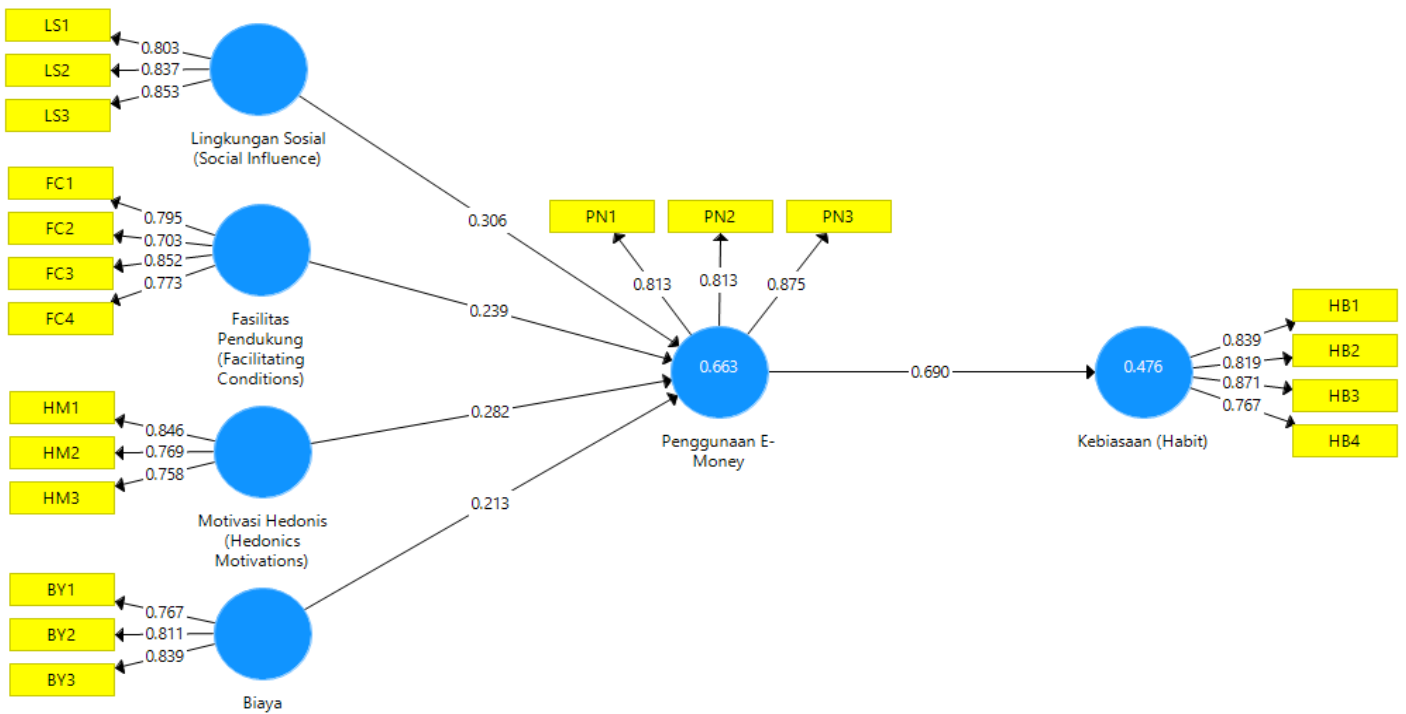 LS1
0.803
LS2
0.837
LS3
0.853
Lingkungan Sosial
(Social Influence)
0.306
FC1
0.795
FC2
0.703
FC3
0.852
FC4
0.773
Fasilitas
Pendukung
(Facilitating
Conditions)
0.239
HM1
0.846
HM2
0.769
HM3
0.758
Motivasi Hedonis
(Hedonics
Motivations)
0.282
BY1
0.767
BY2
0.811
BY3
0.839
Biaya
0.213
PN1
PN2
PN3
0.813
0.813
0.875
0.663
Penggunaan E-
Money
0.690
0.476
Kebiasaan (Habit)
HB1
0.839
HB2
0.819
HB3
0.871
HB4
0.767